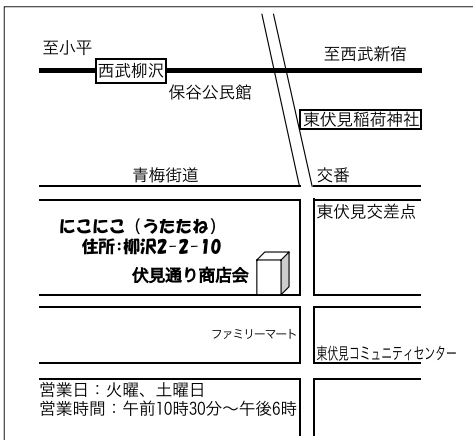 至小平
至西武新宿
西武柳沢
保谷公民館
東伏見稲荷神社
青梅街道
交番
東伏見交差点
にこにこ（うたたね）
住所:柳沢2-2-10
伏見通り商店会
ファミリーマート
東伏見コミュニティセンター
営業日：火曜、土曜日
営業時間：午前10時30分～午後6時